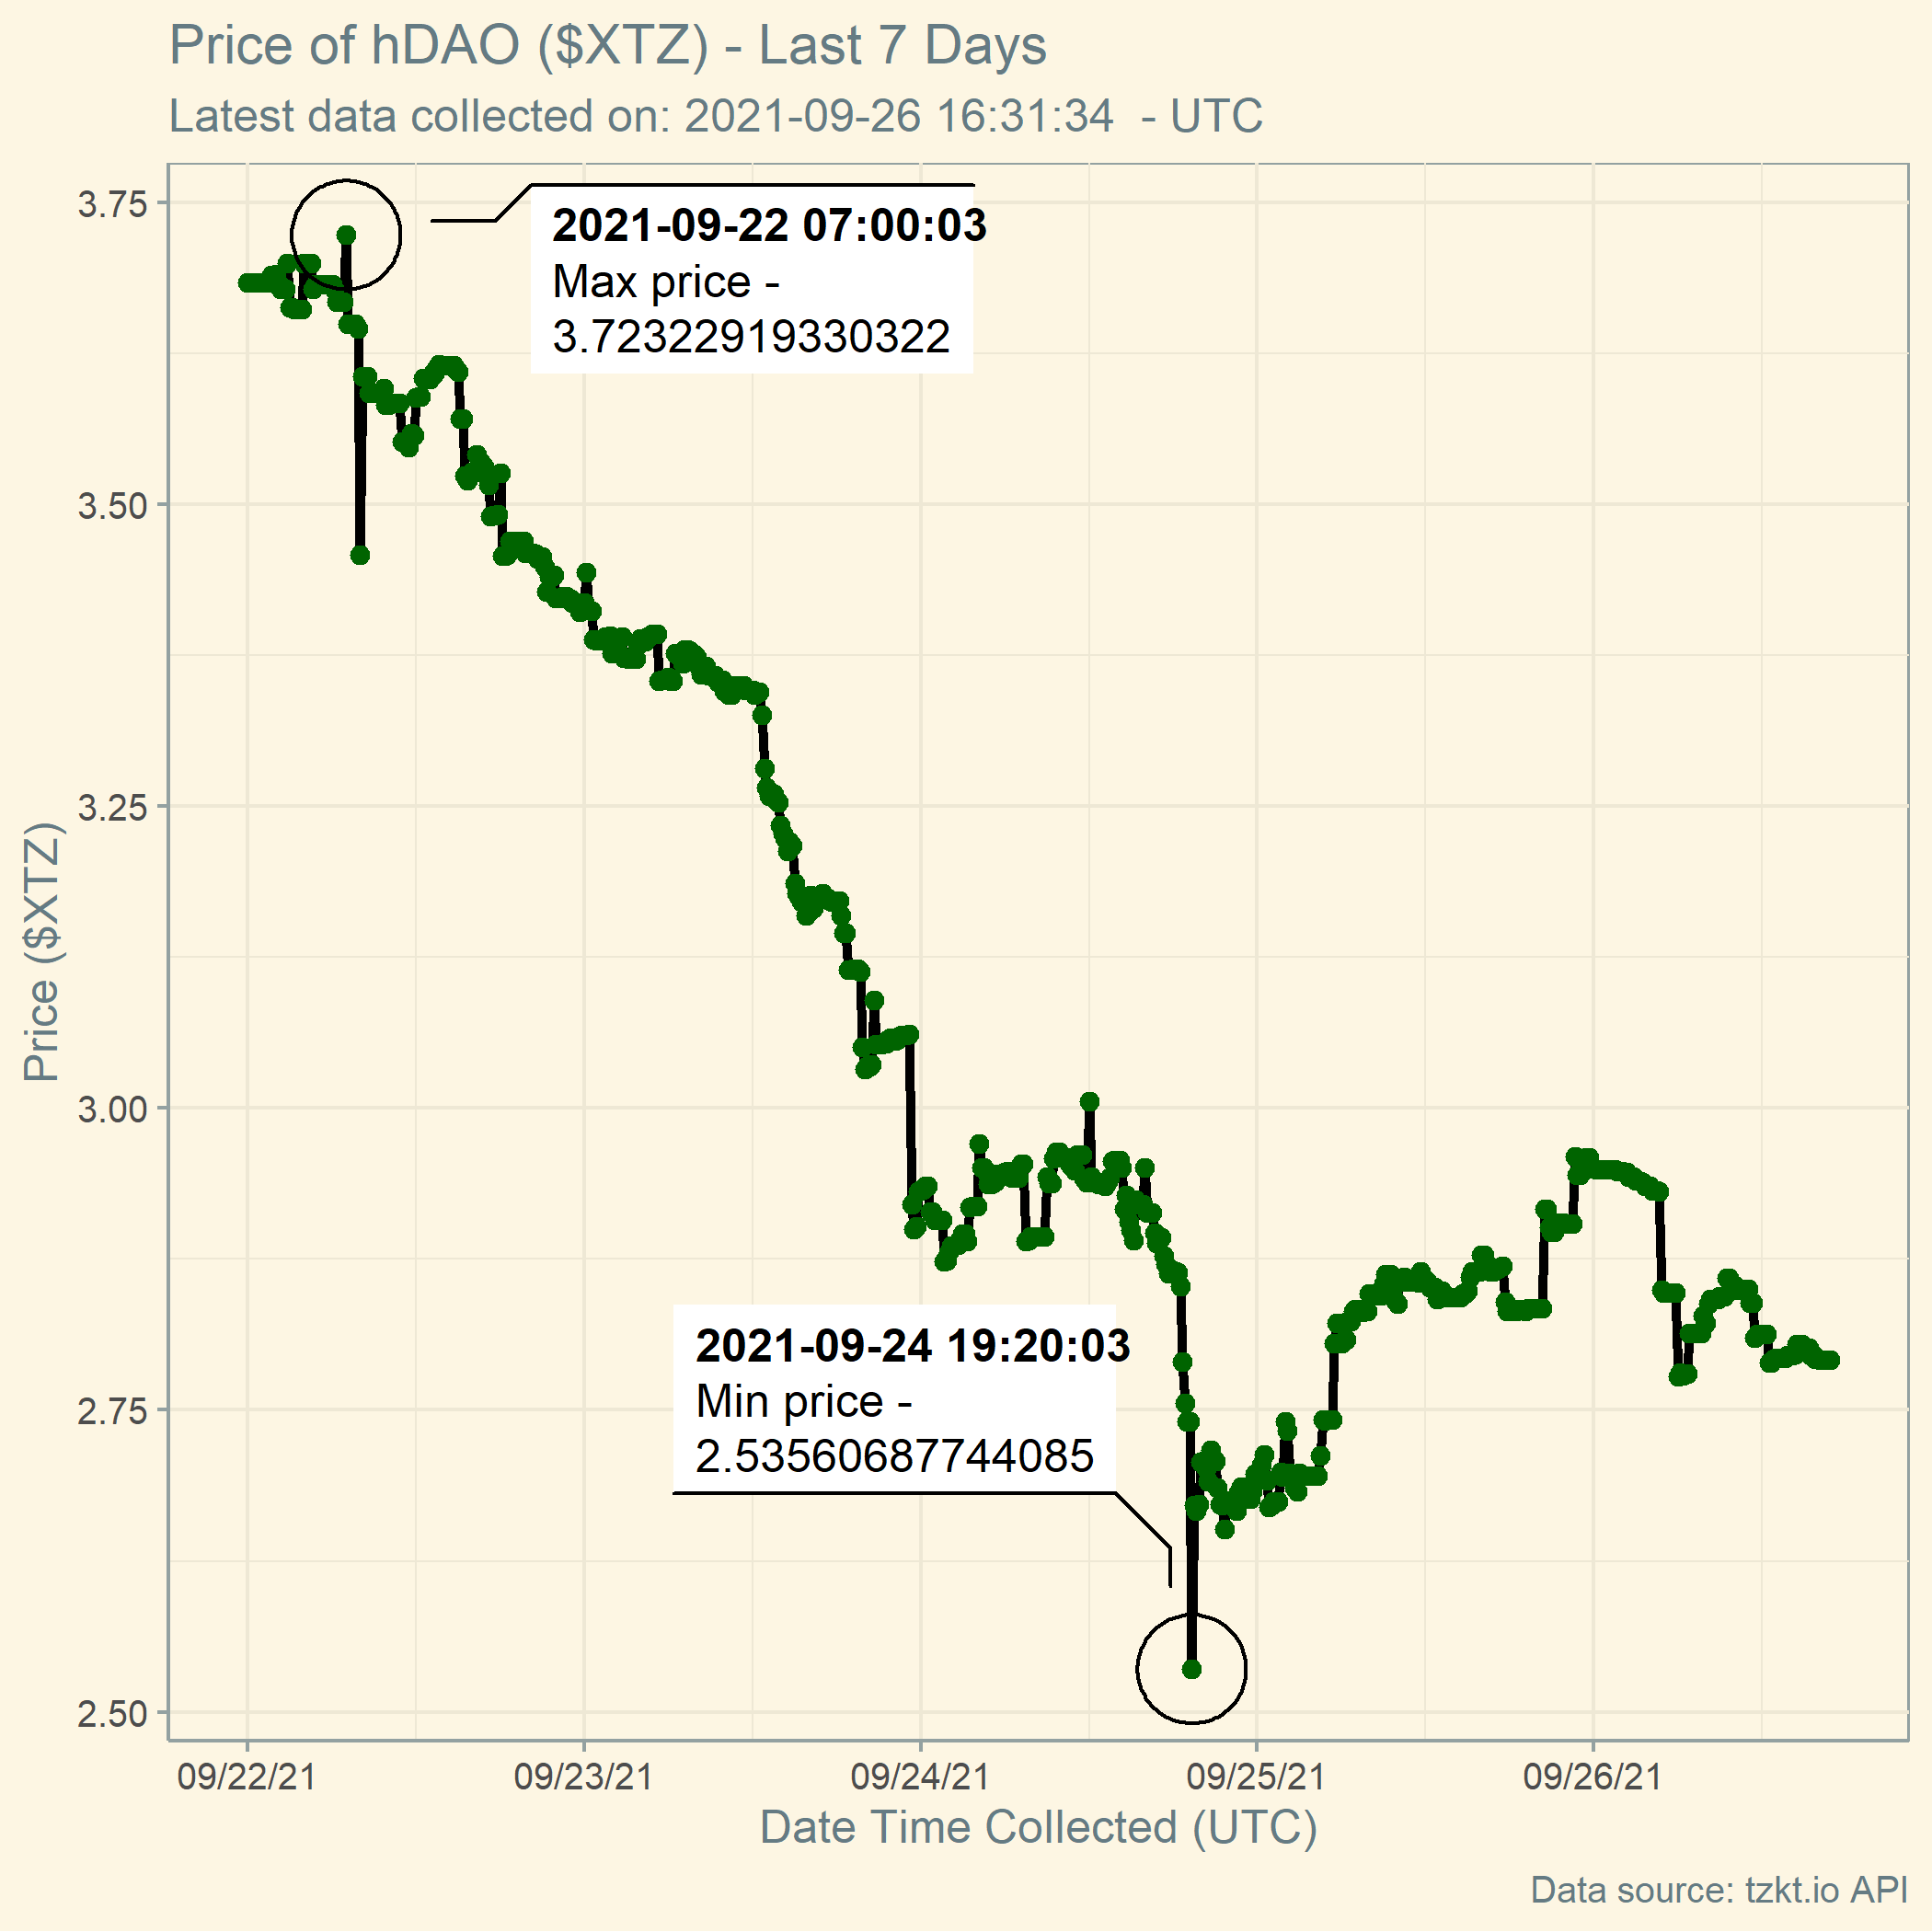 Price of hDAO ($XTZ) - Last 7 Days
Latest data collected on: 2021-09-26 16:31:34  - UTC
3.75
3.50
3.25
3.00
2.75
2.50
Price ($XTZ)
2021-09-22 07:00:03
Max price -
3.72322919330322
2021-09-24 19:20:03
Min price -
2.53560687744085
09/22/21
09/23/21
09/24/21
09/25/21
09/26/21
Date Time Collected (UTC)
Data source: tzkt.io API